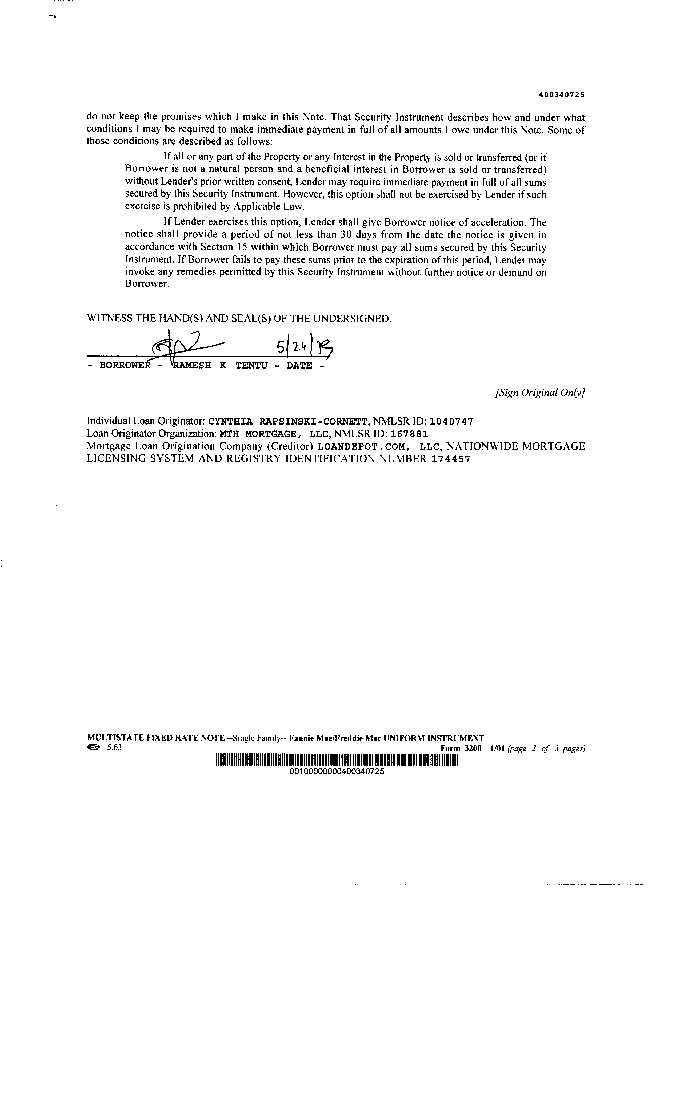 400340725
do not keep the promises which I make in this Note. That Security Instrument describes how and under what
conditions I may be required to make immediate payment in full of all amounts I owe under this Note. Some of
those conditions are described as follows:
If all or any part of the Property or any Interest in the Property is sold or transferred (or if
Borrower is not a natural person and a beneficial interest in Borrower is sold or transferred)
without Lender's prior written consent, Lender may require immediate payment in full of all sums
secured by this Security Instrument. However, this option shall not be exercised by Lender if such
exercise is prohibited by Applicable Law.
If Lender exercises this option, Lender shall give Borrower notice of acceleration. The
notice shall provide a period of not less than 30 days from the date the notice is given in
accordance with Section 15 within which Borrower must pay all sums secured by this Security
Instrument. If Borrower fails to pay these sums prior to the expiration of this period, Lender may
invoke any remedies permitted by this Security Instrument without further notice or demand on
Borrower.
WITNESS THE HAND(S) AND SEAL(S) OF THE UNDERSIGNED.
5/24/
- BORROWER - RAMESH K TENTU - DATE -
[Sign Original Only]
Individual Loan Originator: CYNTHIA RAPSINSKI-CORNETT, NMLSR ID: 1040747
Loan Originator Organization: MTH MORTGAGE, LLC, NMLSR ID: 167881
Mortgage Loan Origination Company (Creditor) LOANDEPOT.COM, LLC, NATIONWIDE MORTGAGE
LICENSING SYSTEM AND REGISTRY IDENTIFICATION NUMBER 174457
MULTISTATE FIXED RATE NOTE--Single Family-- Fannie Mae/Freddie Mac UNIFORM INSTRUMENT
Form 3200 1/01 (page 2 of 3 pages)
00100000000400340725